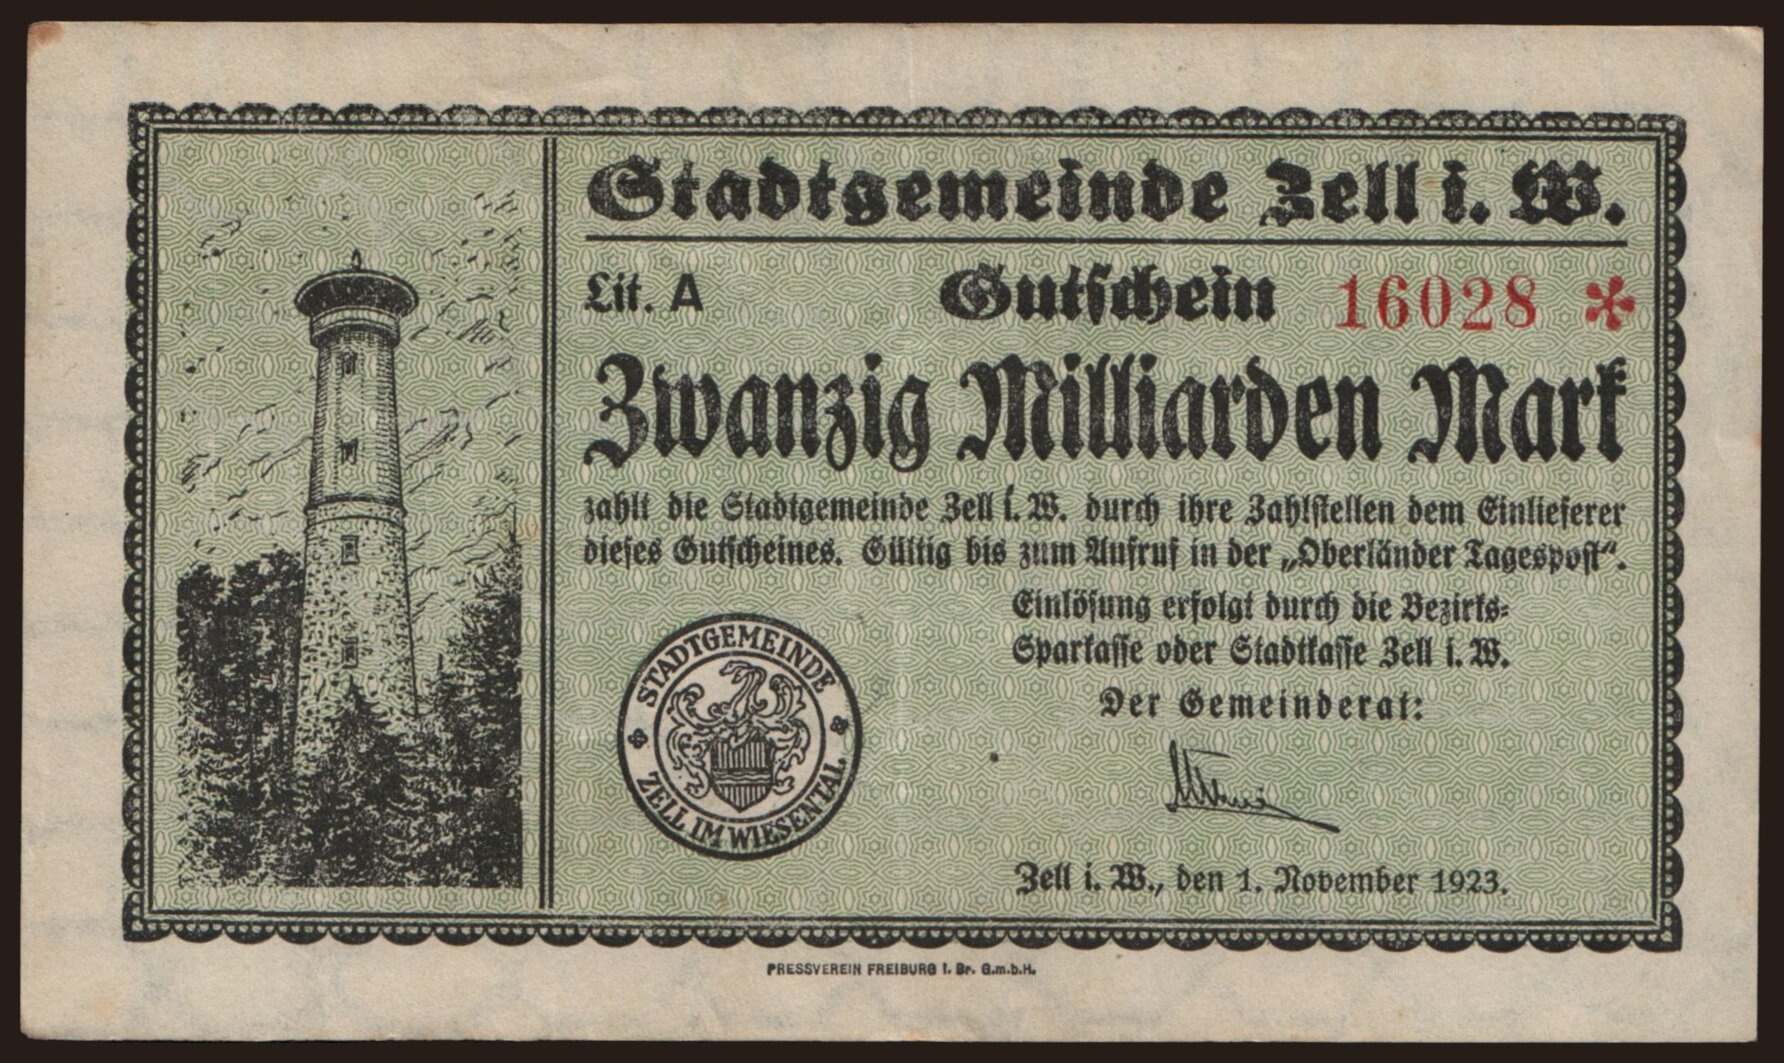 Stadtgemeinde Zell i. W.
Lit. A Gutschein 16028 *
Zwanzig Milliarden Mark
zahlt die Stadtgemeinde Zell i. W. durch ihre Zahlstellen dem Einlieferer
dieses Gutscheines. Gültig bis zum Aufruf in der „Oberländer Tagespost“.
Einlösung erfolgt durch die Bezirks-
Sparkasse oder Stadtkasse Zell i. W.
Der Gemeinderat:
STADTGEMEINDE
ZELL IM WIESENTAL
Zell i. W., den 1. November 1923.
PRESSVEREIN FREIBURG I. Br. G.m.b.H.